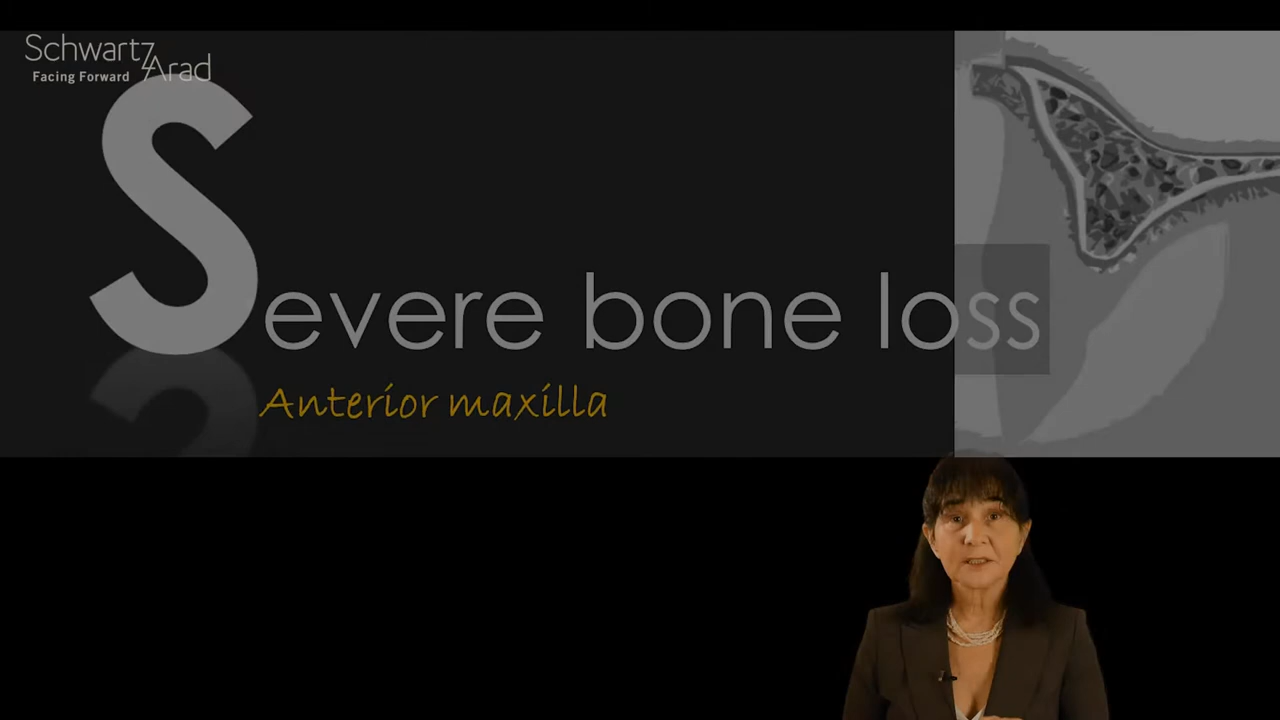 Schwartz
Arad
Facing Forward
Severe bone loss
Anterior maxilla